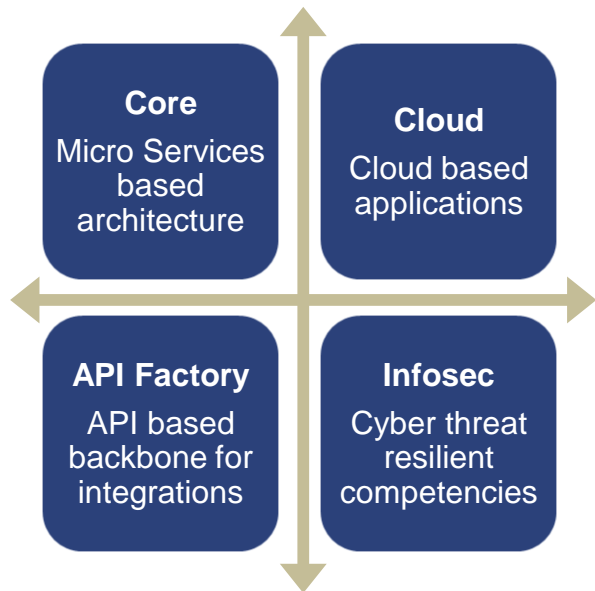 Core
Micro Services
based
architecture
Cloud
Cloud based
applications
API Factory
API based
backbone for
integrations
Infosec
Cyber threat
resilient
competencies